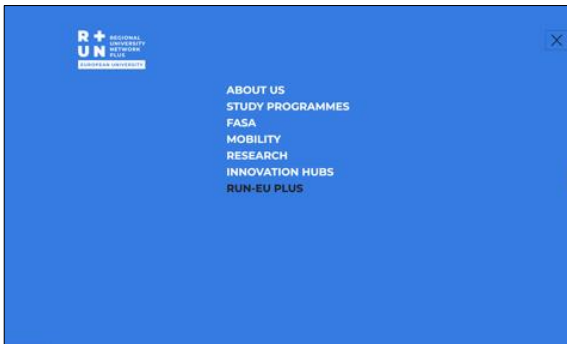 R + REGIONAL
UNIVERSITY
U N NETWORK
PLUS
EUROPEAN UNIVERSITY
ABOUT US
STUDY PROGRAMMES
FASA
MOBILITY
RESEARCH
INNOVATION HUBS
RUN-EU PLUS